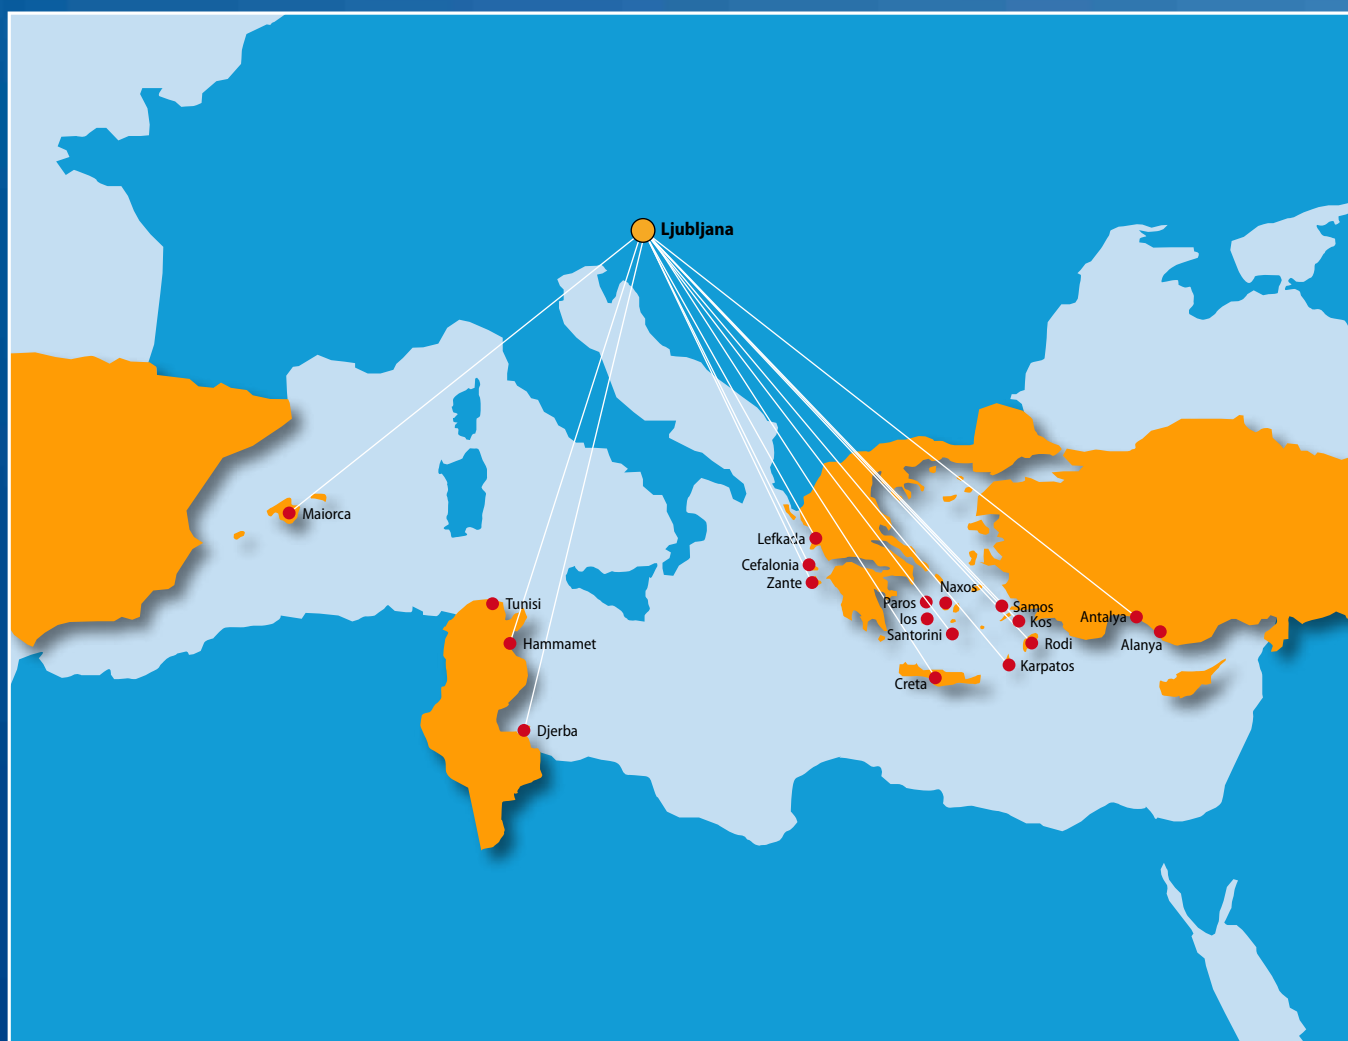 Ljubljana
Maiorca
Lefkada
Cefalonia
Zante
Naxos
Tunisi
Paros
Samos
Ios
Kos
Antalya
Santorini
Hammamet
Rodi
Alanya
Karpatos
Creta
Djerba